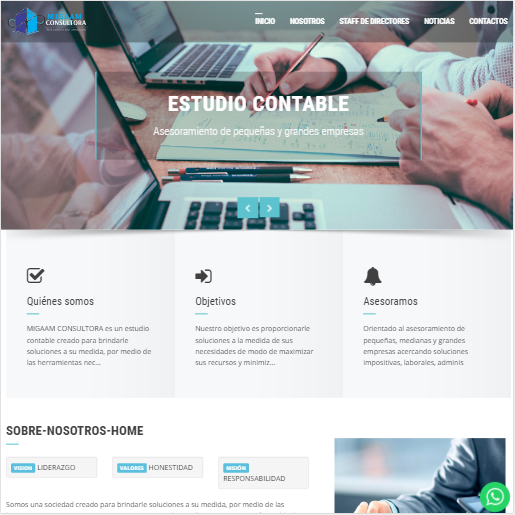 MIGAAM
CONSULTORA
INICIO NOSOTROS STAFF DE DIRECTORES NOTICIAS CONTACTOS
ESTUDIO CONTABLE
Asesoramiento de pequeñas y grandes empresas
Quiénes somos
MIGAAM CONSULTORA es un estudio
contable creado para brindarle
soluciones a su medida, por medio de
las herramientas nec...
Objetivos
Nuestro objetivo es proporcionarle
soluciones a la medida de sus
necesidades de modo de maximizar
sus recursos y minimiz...
Asesoramos
Orientado al asesoramiento de
pequeñas, medianas y grandes
empresas acercando soluciones
impositivas, laborales, adminis
SOBRE-NOSOTROS-HOME
VISION LIDERAZGO
VALORES HONESTIDAD
MISIÓN
RESPONSABILIDAD
Somos una sociedad creado para brindarle soluciones a su medida, por medio de las